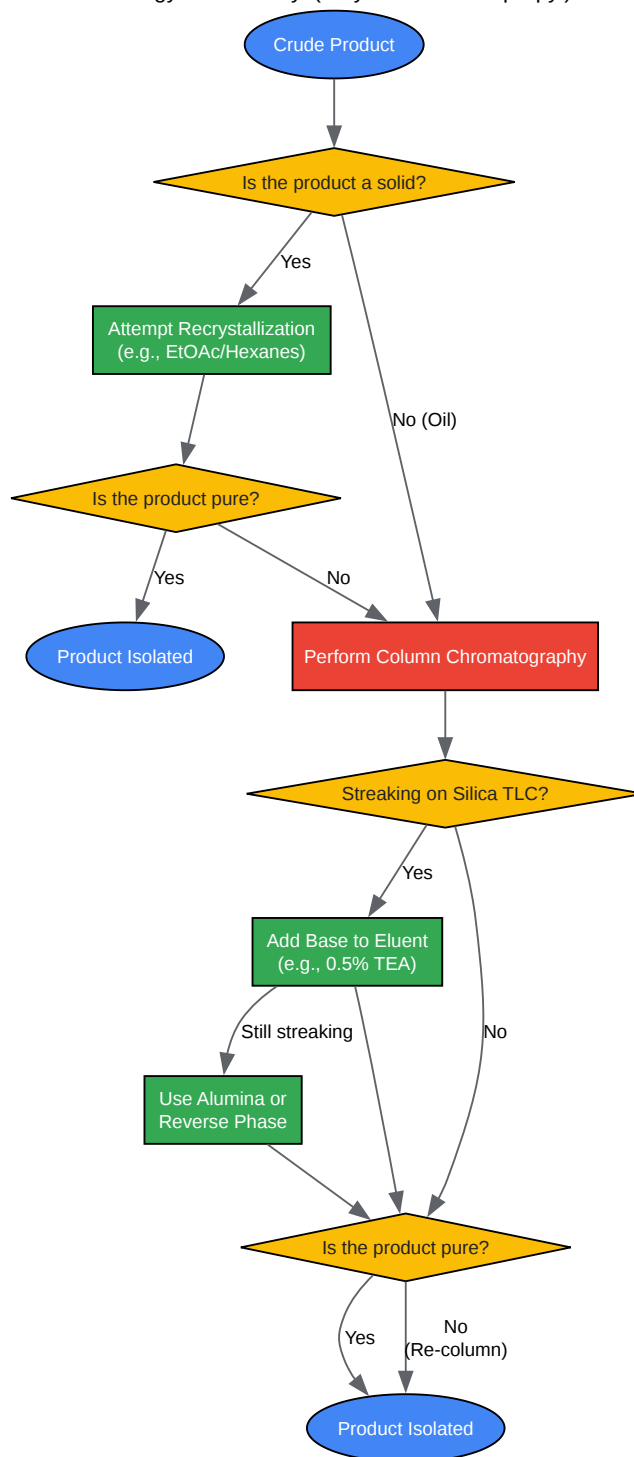 Crude Product
Is the product a solid?
Yes
Attempt Recrystallization
(e.g., EtOAc/Hexanes)
No (Oil)
Is the product pure?
Yes
No
Product Isolated
Perform Column Chromatography
Streaking on Silica TLC?
Yes
Add Base to Eluent
(e.g., 0.5% TEA)
Still streaking
No
Use Alumina or
Reverse Phase
Is the product pure?
Yes
No
(Re-column)
Product Isolated